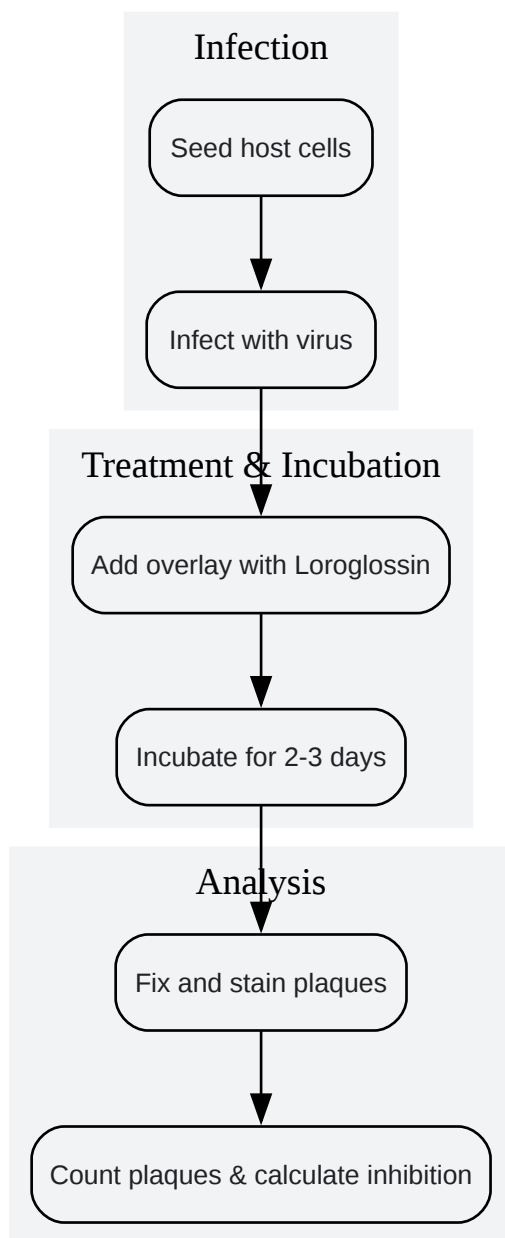 Infection
Seed host cells
Infect with virus
Treatment & Incubation
Add overlay with Loroglossin
Incubate for 2-3 days
Analysis
Fix and stain plaques
Count plaques & calculate inhibition